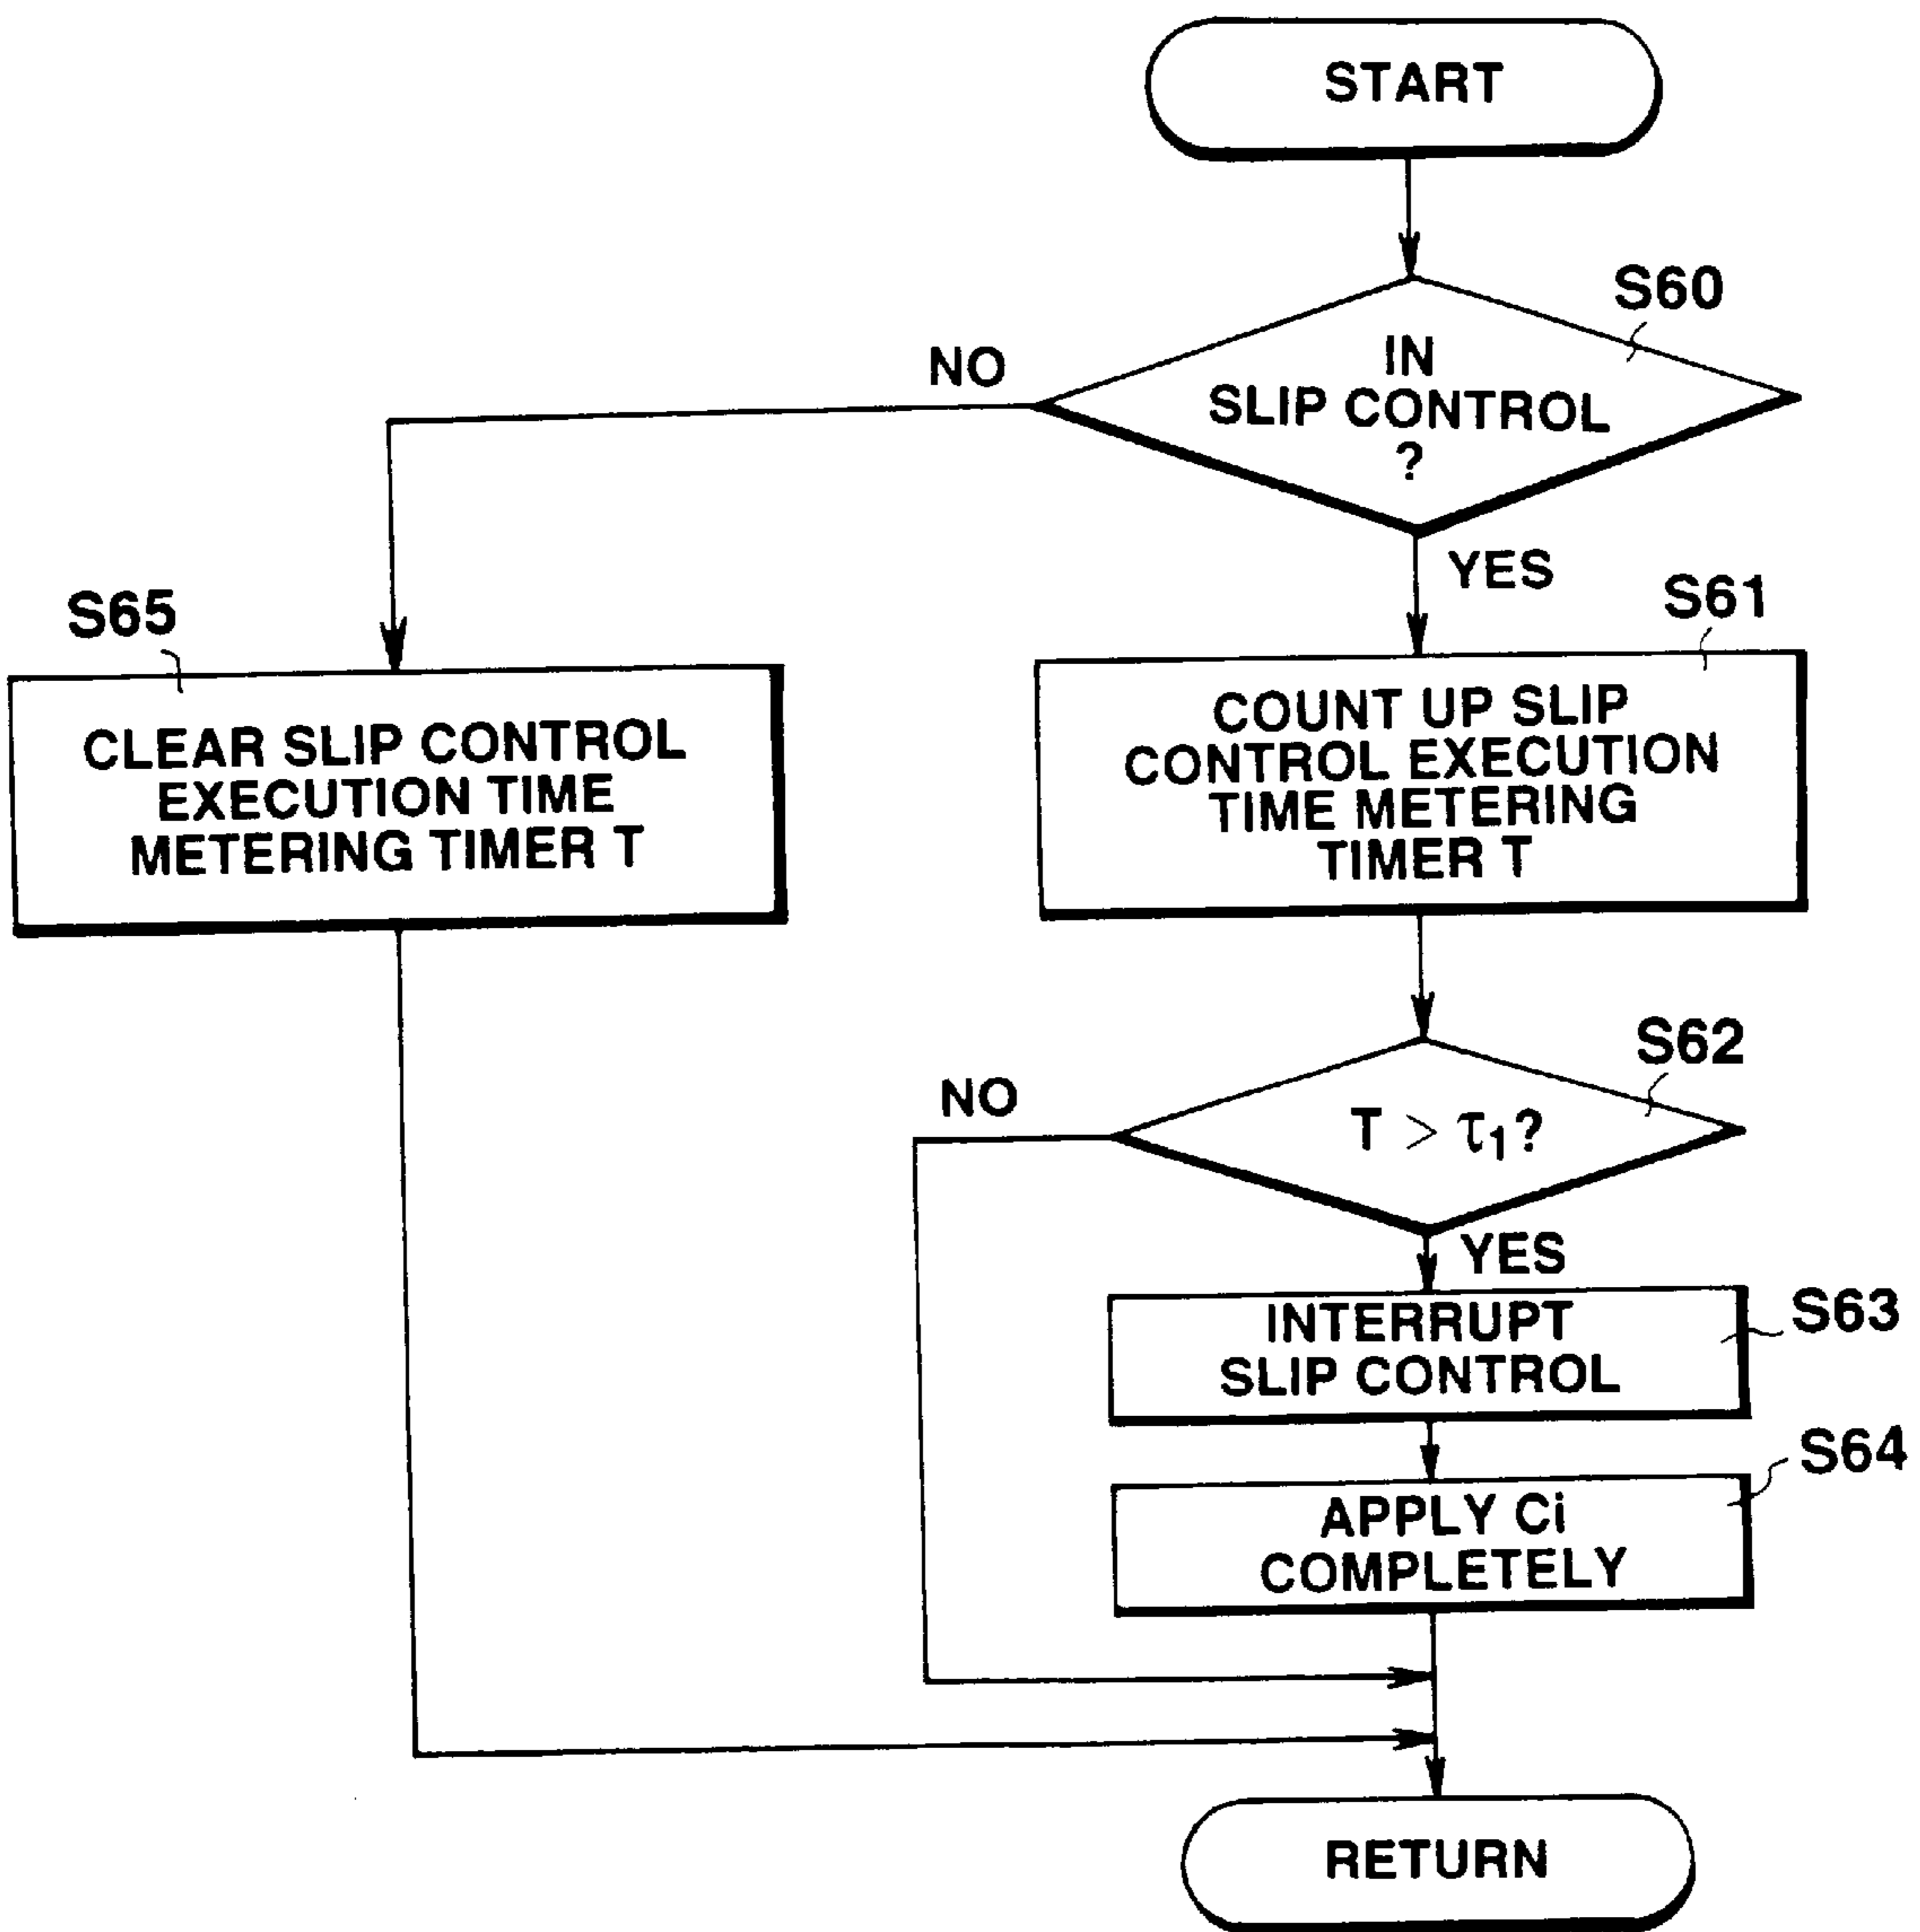 START
S60
IN
SLIP CONTROL
?
NO
YES
S65
CLEAR SLIP CONTROL
EXECUTION TIME
METERING TIMER T
S61
COUNT UP SLIP
CONTROL EXECUTION
TIME METERING
TIMER T
S62
T > τ1?
NO
YES
INTERRUPT
SLIP CONTROL
S63
APPLY Ci
COMPLETELY
S64
RETURN